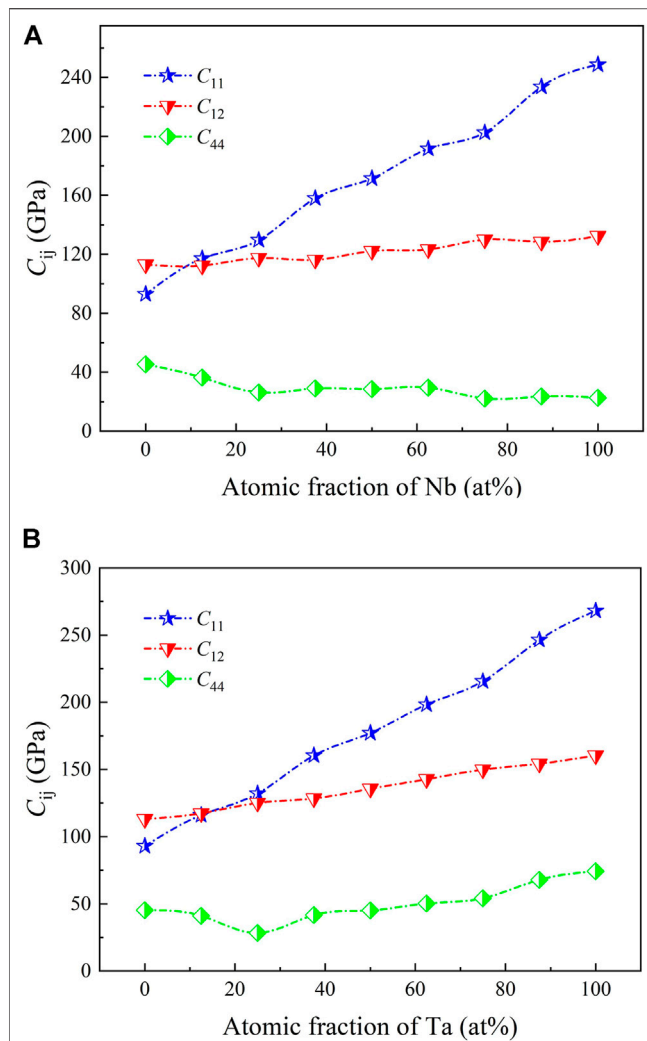 A
240
200
160
120
80
40
0
C11
C12
C44
Cij (GPa)
0 20 40 60 80 100
Atomic fraction of Nb (at%)
B
300
250
200
150
100
50
0
C11
C12
C44
Cij (GPa)
0 20 40 60 80 100
Atomic fraction of Ta (at%)